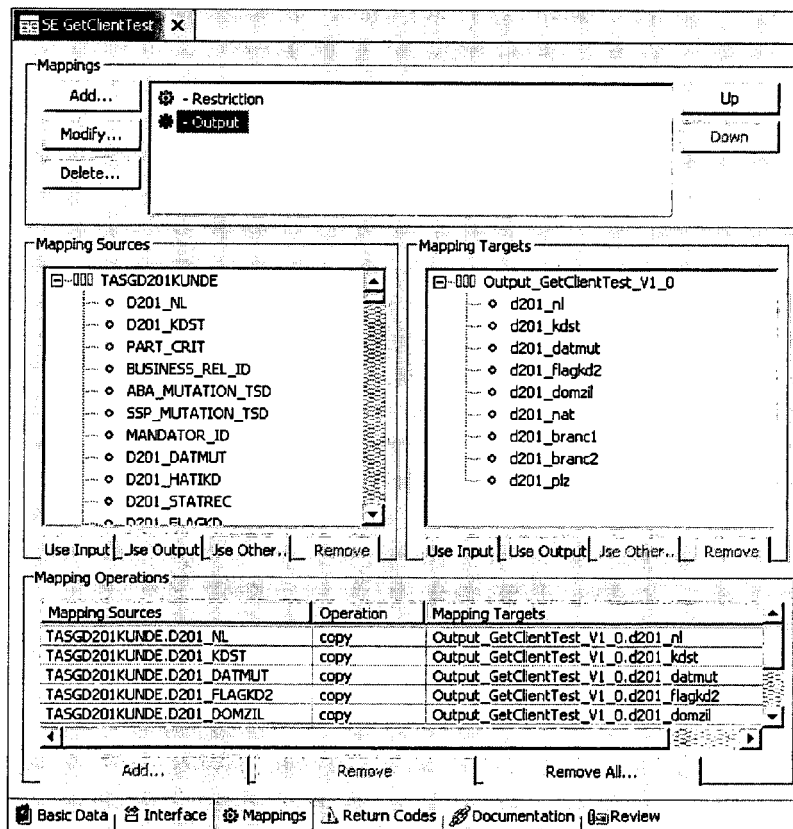 SE GetClientTest
Mappings
Add...
- Restriction
Up
Modify...
- Output
Down
Delete...
Mapping Sources
TASGD201KUNDE
D201_NL
D201_KDST
PART_CRIT
BUSINESS_REL_ID
ABA_MUTATION_TSD
SSP_MUTATION_TSD
MANDATOR_ID
D201_DATMUT
D201_HATIKD
D201_STATREC
D201_FLAGKD
Use Input Use Output Use Other.. Remove
Mapping Targets
Output_GetClientTest_V1_0
d201_nl
d201_kdst
d201_datmut
d201_flagkd2
d201_domzil
d201_nat
d201_branc1
d201_branc2
d201_plz
Use Input Use Output Use Other.. Remove
Mapping Operations
Mapping Sources Operation Mapping Targets
TASGD201KUNDE.D201_NL copy Output_GetClientTest_V1_0.d201_nl
TASGD201KUNDE.D201_KDST copy Output_GetClientTest_V1_0.d201_kdst
TASGD201KUNDE.D201_DATMUT copy Output_GetClientTest_V1_0.d201_datmut
TASGD201KUNDE.D201_FLAGKD2 copy Output_GetClientTest_V1_0.d201_flagkd2
TASGD201KUNDE.D201_DOMZIL copy Output_GetClientTest_V1_0.d201_domzil
Add... Remove Remove All...
Basic Data Interface Mappings Return Codes Documentation Review